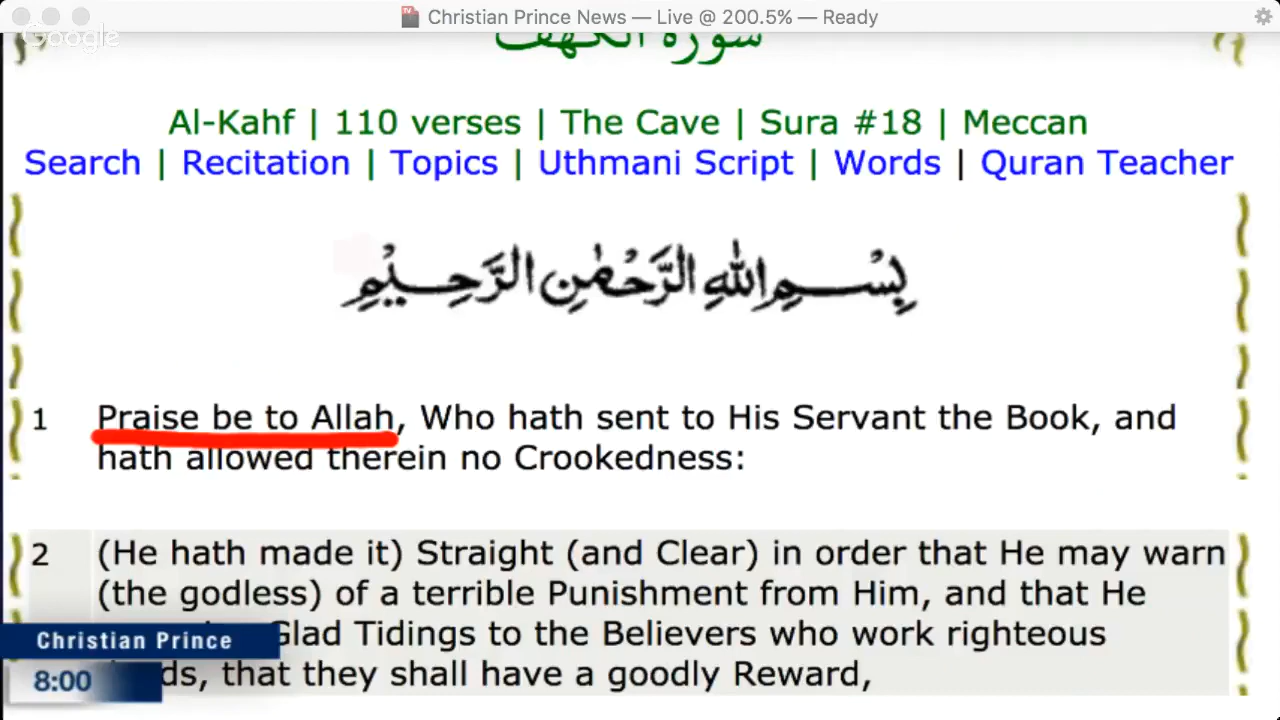 Christian Prince News — Live @ 200.5% — Ready
Google
سورة الكهف
Al-Kahf | 110 verses | The Cave | Sura #18 | Meccan
Search | Recitation | Topics | Uthmani Script | Words | Quran Teacher
بِسْمِ اللهِ الرَّحْمٰنِ الرَّحِيْمِ
1 Praise be to Allah, Who hath sent to His Servant the Book, and
hath allowed therein no Crookedness:
2 (He hath made it) Straight (and Clear) in order that He may warn
(the godless) of a terrible Punishment from Him, and that He
Glad Tidings to the Believers who work righteous
that they shall have a goodly Reward,
Christian Prince
8:00